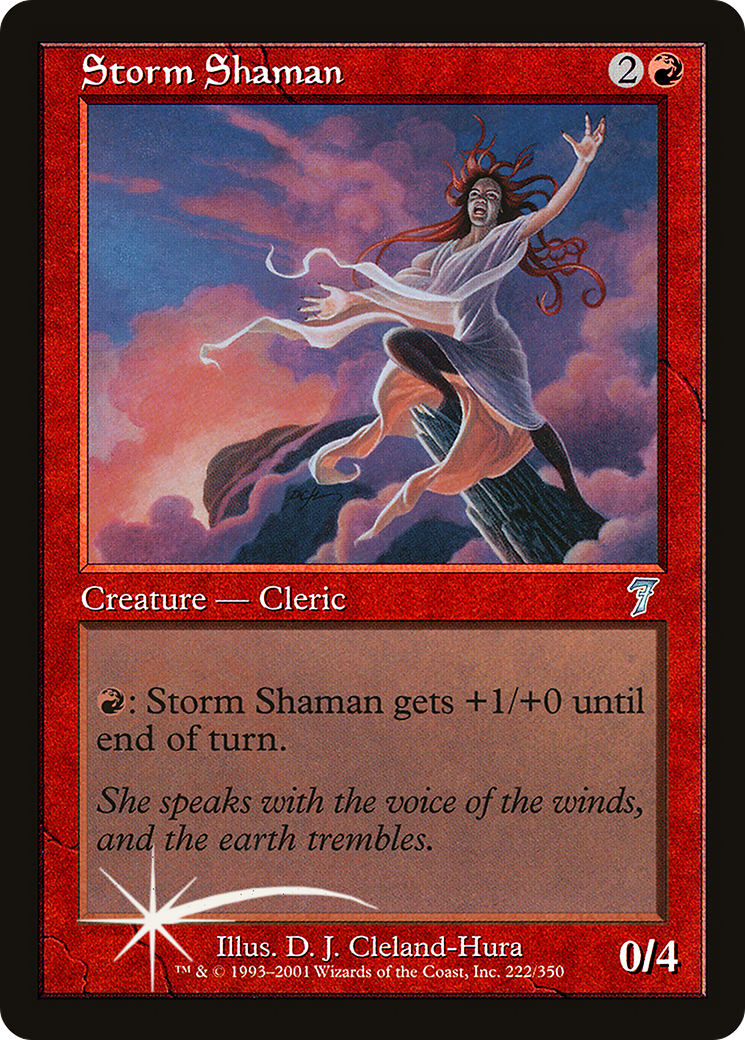 Storm Shaman 2
Creature — Cleric 7
: Storm Shaman gets +1/+0 until
end of turn.
She speaks with the voice of the winds,
and the earth trembles.
Illus. D. J. Cleland-Hura
™ & © 1993–2001 Wizards of the Coast, Inc. 222/350
0/4